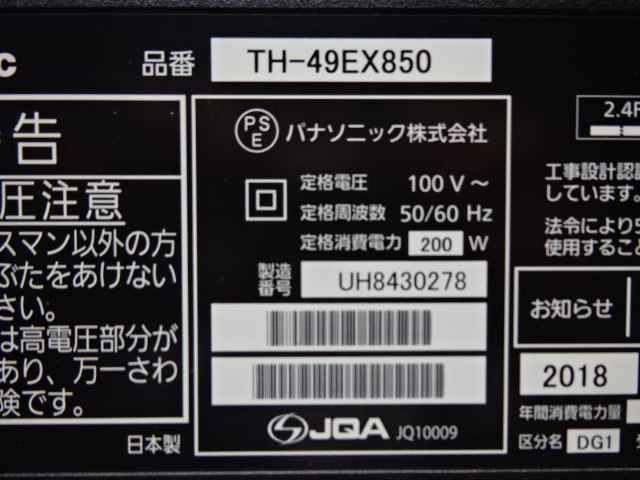 品番 TH-49EX850
告
PSE パナソニック株式会社
圧注意
スマン以外の方
ぶたをあけない
さい。
は高電圧部分が
あり、万一さわ
険です。
日本製
定格電圧 100 V～
定格周波数 50/60 Hz
定格消費電力 200 W
製造番号 UH8430278
JQA JQ10009
2.4F
工事設計認
しています。
法令により
使用するこ
お知らせ
2018
年間消費電力量
区分名 DG1